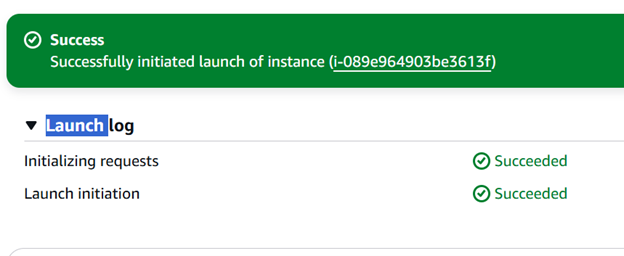 Success
Successfully initiated launch of instance (i-089e964903be3613f)
Launch log
Initializing requests Succeeded
Launch initiation Succeeded